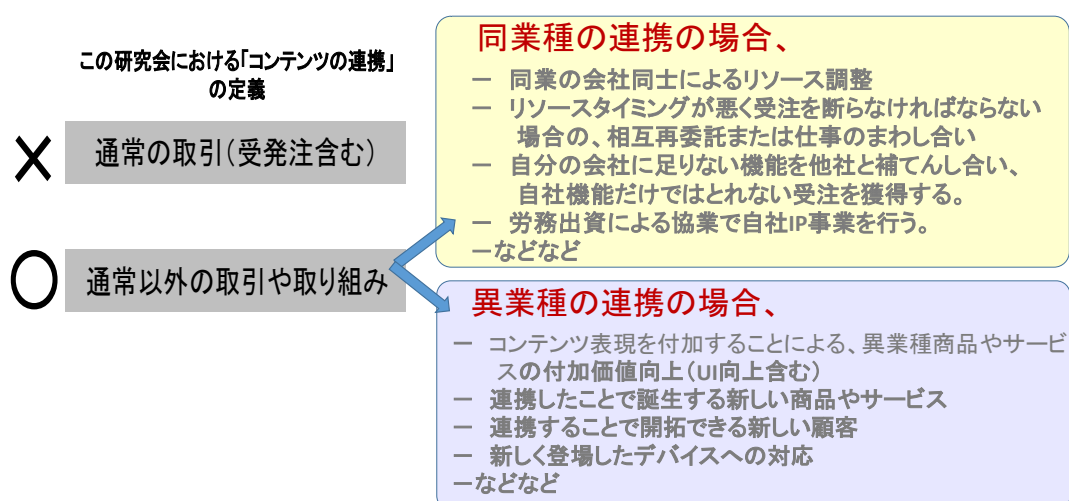 この研究会における「コンテンツの連携」
の定義
X
通常の取引(受発注含む)
○
通常以外の取引や取り組み
同業種の連携の場合、
－ 同業の会社同士によるリソース調整
－ リソースタイミングが悪く受注を断らなければならない
場合の、相互再委託または仕事のまわし合い
－ 自分の会社に足りない機能を他社と補てんし合い、
自社機能だけではとれない受注を獲得する。
－ 労務出資による協業で自社IP事業を行う。
－などなど
異業種の連携の場合、
－ コンテンツ表現を付加することによる、異業種商品やサービ
スの付加価値向上(UI向上含む)
－ 連携したことで誕生する新しい商品やサービス
－ 連携することで開拓できる新しい顧客
－ 新しく登場したデバイスへの対応
－などなど